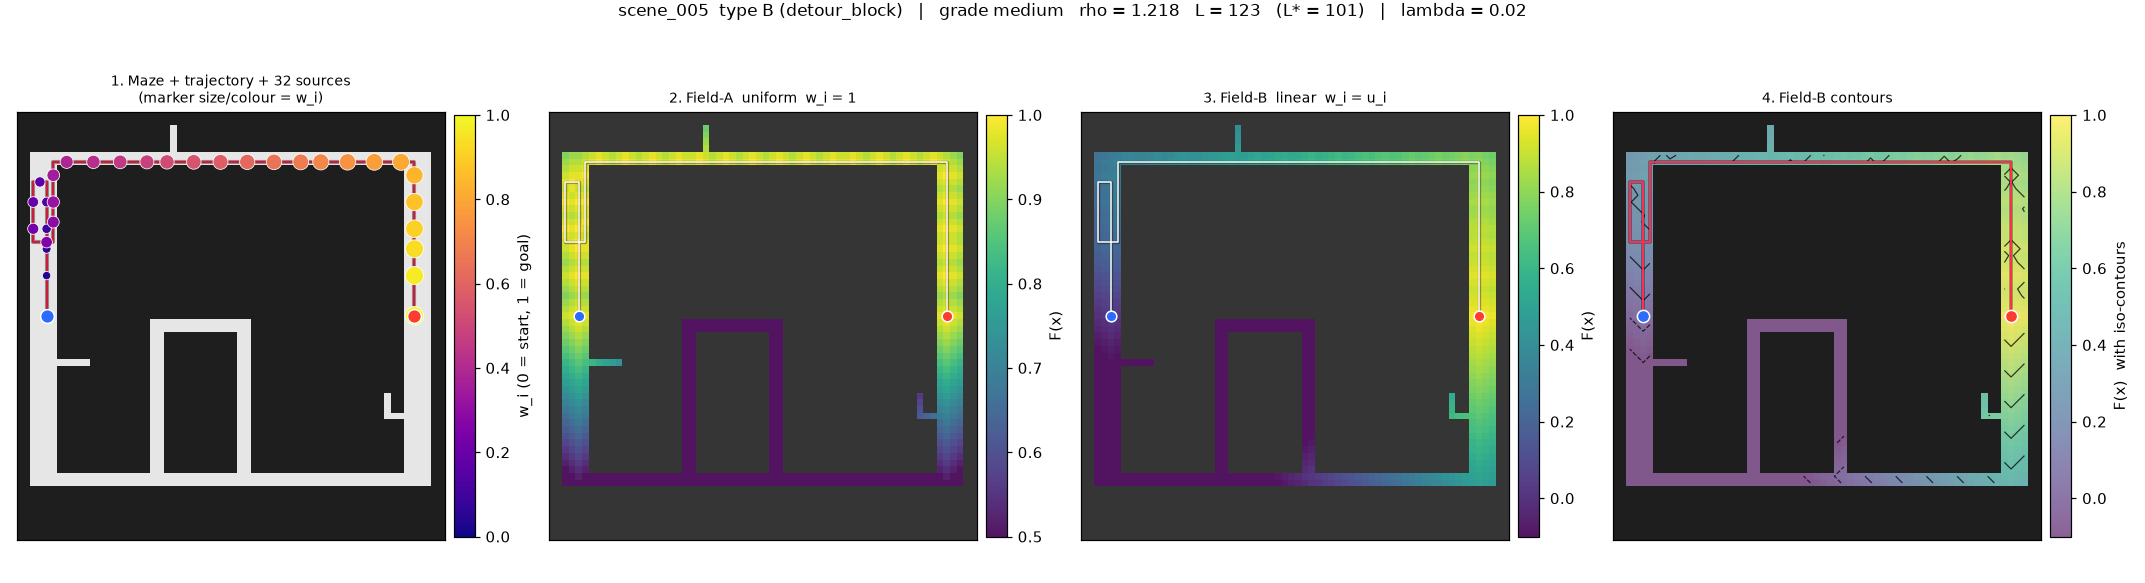 scene_005  type B (detour_block)   |   grade medium   rho = 1.218   L = 123   (L* = 101)   |   lambda = 0.02
1. Maze + trajectory + 32 sources
(marker size/colour = w_i)
1.0
0.8
0.6
0.4
0.2
0.0
w_i (0 = start, 1 = goal)
2. Field-A  uniform  w_i = 1
1.0
0.9
0.8
0.7
0.6
0.5
F(x)
3. Field-B  linear  w_i = u_i
1.0
0.8
0.6
0.4
0.2
0.0
F(x)
4. Field-B contours
1.0
0.8
0.6
0.4
0.2
0.0
F(x)  with iso-contours